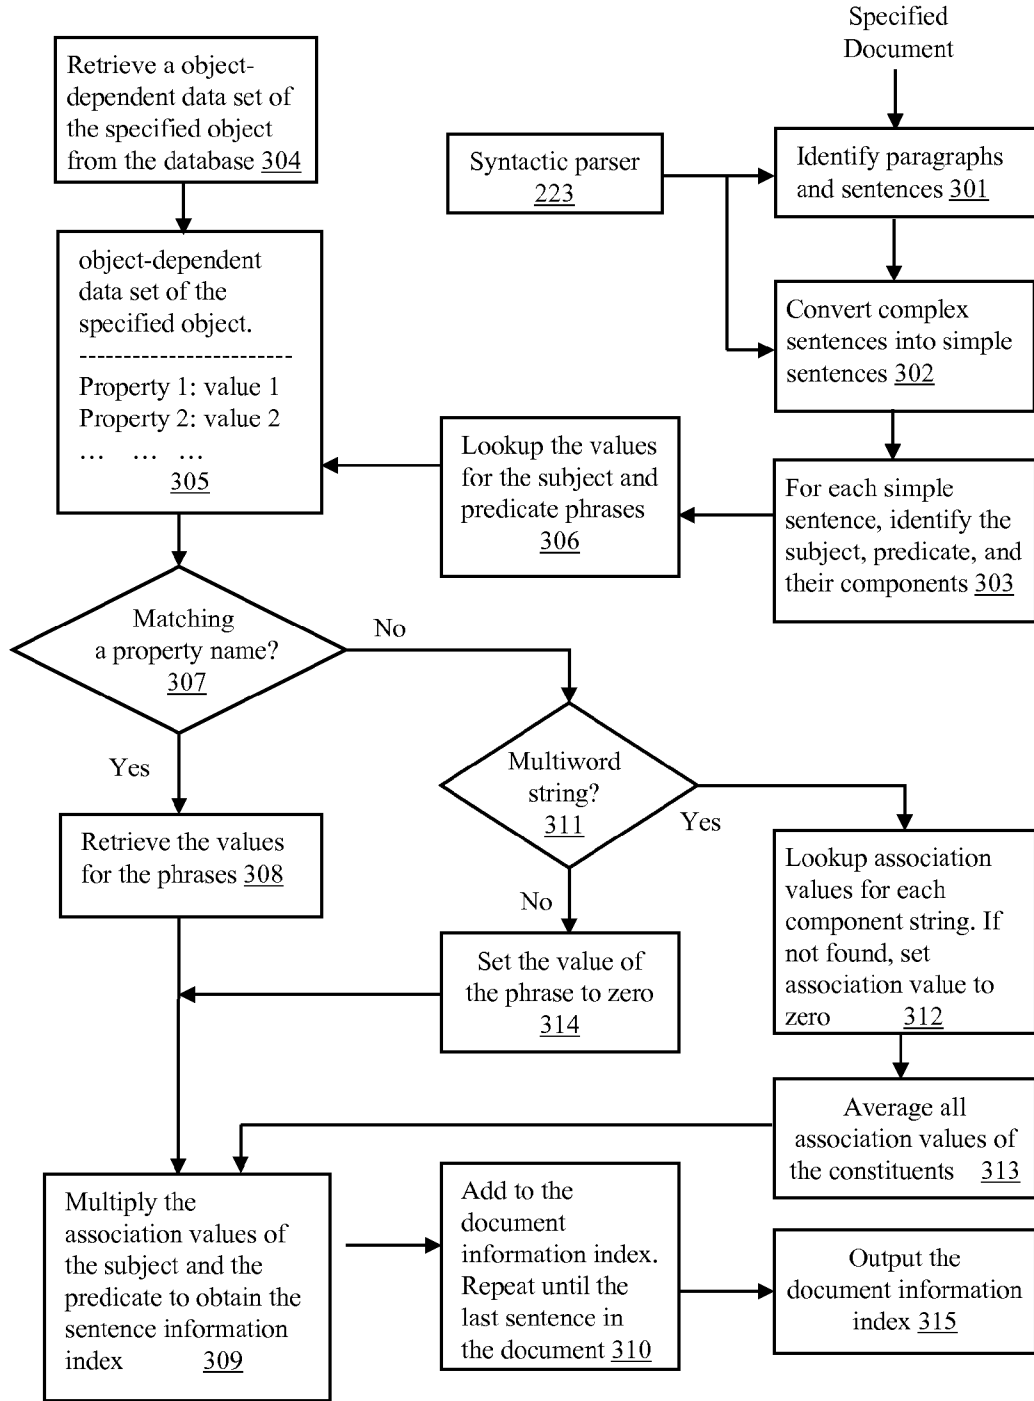 Specified
Document
Retrieve a object-
dependent data set of
the specified object
from the database 304
Syntactic parser
223
Identify paragraphs
and sentences 301
object-dependent
data set of the
specified object.
------------------------
Property 1: value 1
Property 2: value 2
... ... ...
305
Convert complex
sentences into simple
sentences 302
Lookup the values
for the subject and
predicate phrases
306
For each simple
sentence, identify the
subject, predicate, and
their components 303
Matching
a property name?
307
No
Yes
Multiword
string?
311
Yes
No
Retrieve the values
for the phrases 308
Lookup association
values for each
component string. If
not found, set
association value to
zero 312
Set the value of
the phrase to zero
314
Average all
association values of
the constituents 313
Multiply the
association values of
the subject and the
predicate to obtain the
sentence information
index 309
Add to the
document
information index.
Repeat until the
last sentence in
the document 310
Output the
document information
index 315